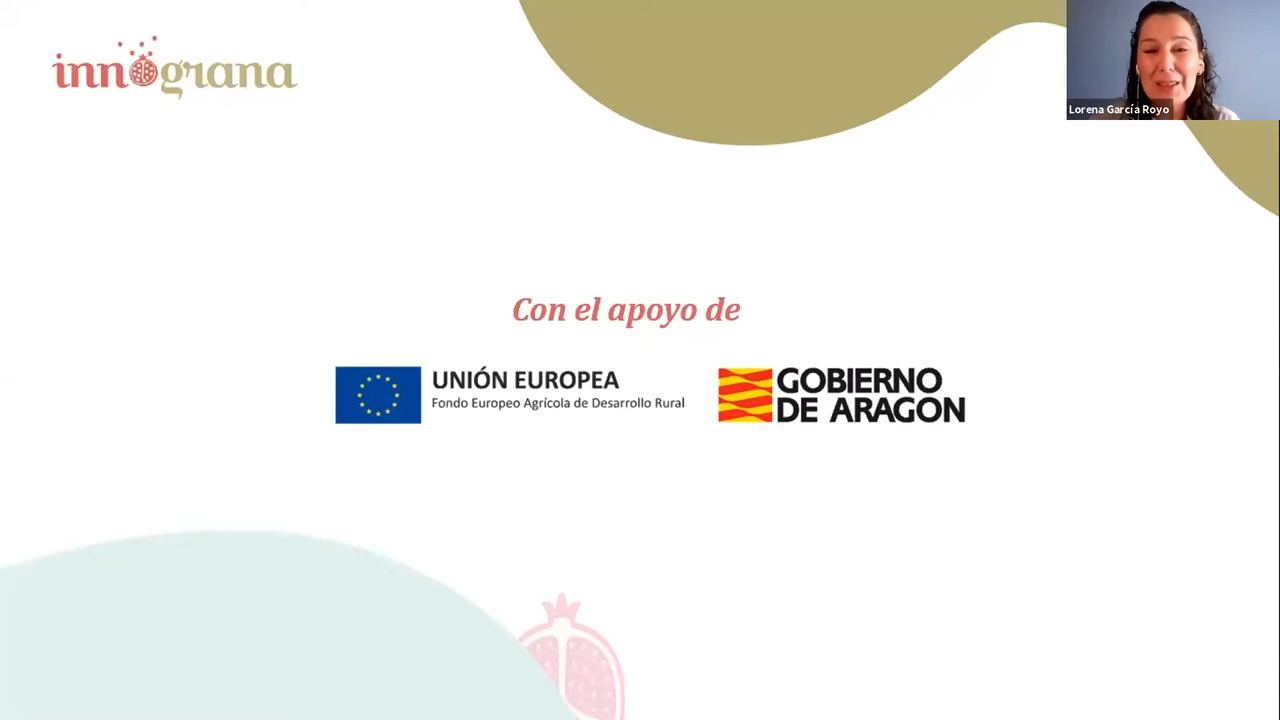 innograna
Lorena García Royo
Con el apoyo de
UNIÓN EUROPEA
Fondo Europeo Agrícola de Desarrollo Rural
GOBIERNO
DE ARAGON